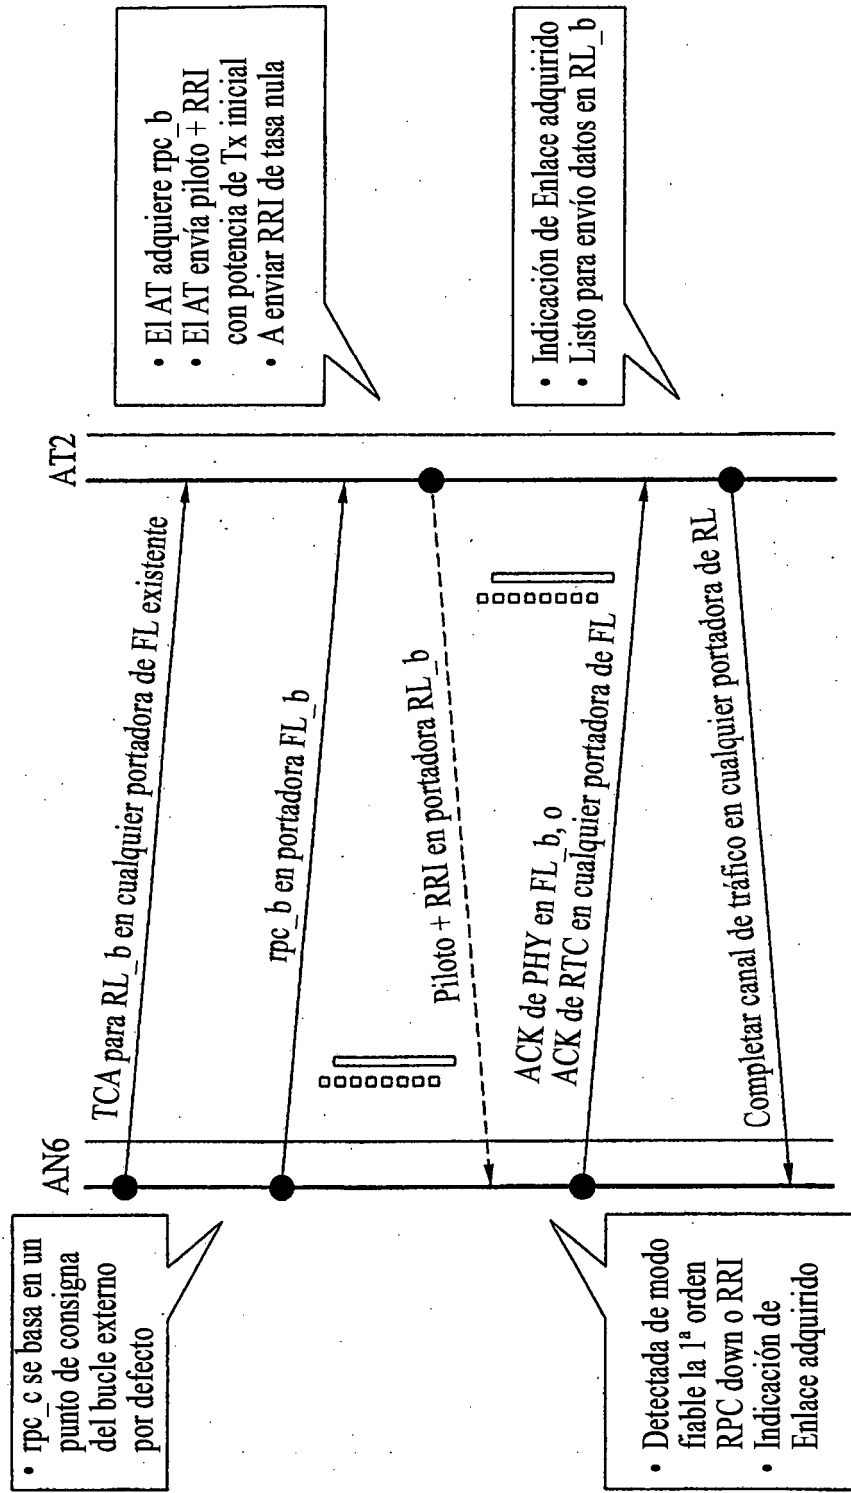 • rpc_c se basa en un
punto de consigna
del bucle externo
por defecto
AN6
AT2
TCA para RL_b en cualquier portadora de FL existente
• El AT adquiere rpc_b
• El AT envía piloto + RRI
con potencia de Tx inicial
• A enviar RRI de tasa nula
rpc_b en portadora FL_b
Piloto + RRI en portadora RL_b
• Detectada de modo
fiable la 1ª orden
RPC down o RRI
• Indicación de
Enlace adquirido
ACK de PHY en FL_b, o
ACK de RTC en cualquier portadora de FL
• Indicación de Enlace adquirido
• Listo para envío datos en RL_b
Completar canal de tráfico en cualquier portadora de RL